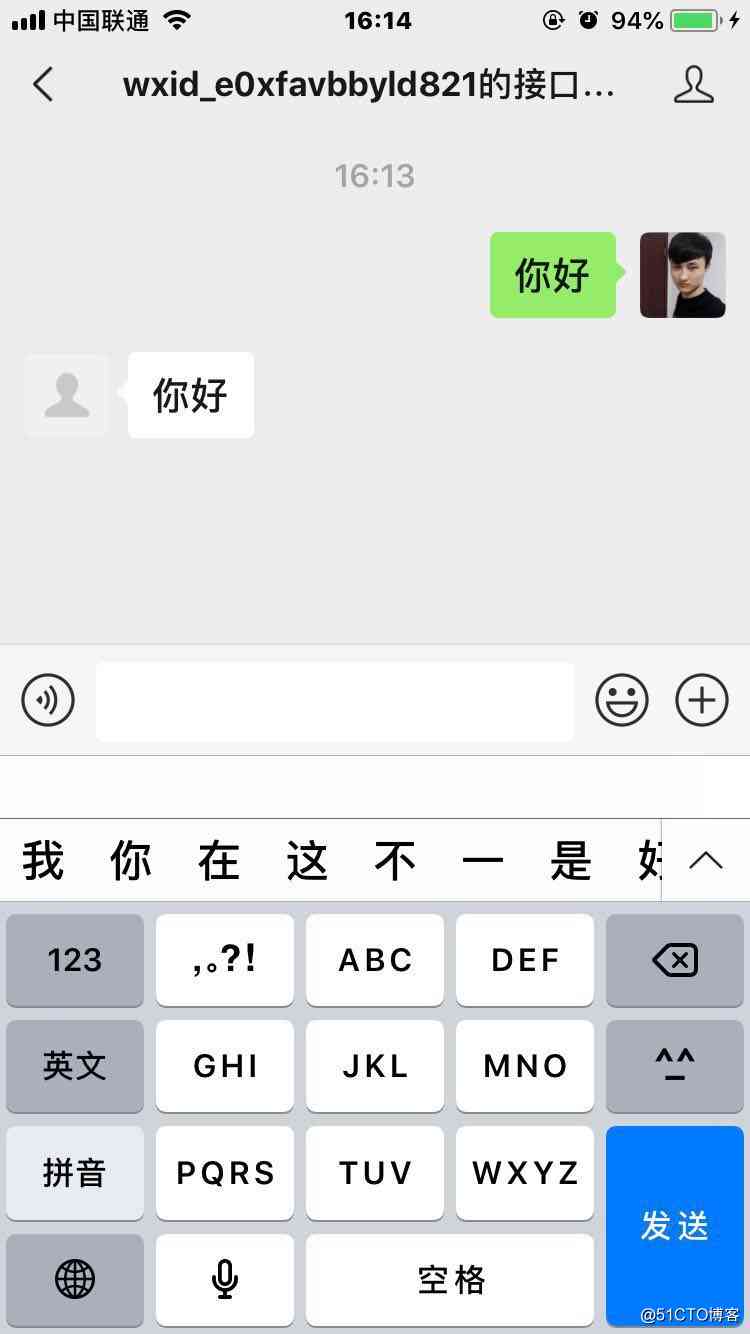 中国联通 16:14 94%
wxid_e0xfavbbyld821的接口...
16:13
你好
你好
我 你 在 这 不 一 是 好
123 ,。?! ABC DEF
英文 GHI JKL MNO ^^
拼音 PQRS TUV WXYZ
发送
空格
@51CTO博客